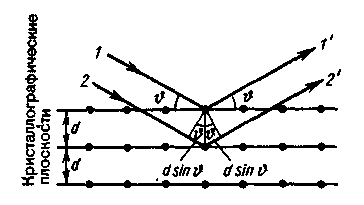 Кристаллографические
плоскости
1
1'
2
2'
ϑ
ϑ
d
ϑ
ϑ
d
d sin ϑ
d sin ϑ